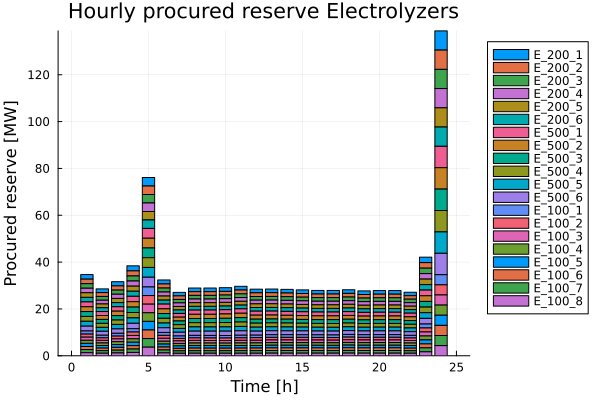 Hourly procured reserve Electrolyzers
Procured reserve [MW]
120
100
80
60
40
20
0
0 5 10 15 20 25
Time [h]
E_200_1
E_200_2
E_200_3
E_200_4
E_200_5
E_200_6
E_500_1
E_500_2
E_500_3
E_500_4
E_500_5
E_500_6
E_100_1
E_100_2
E_100_3
E_100_4
E_100_5
E_100_6
E_100_7
E_100_8